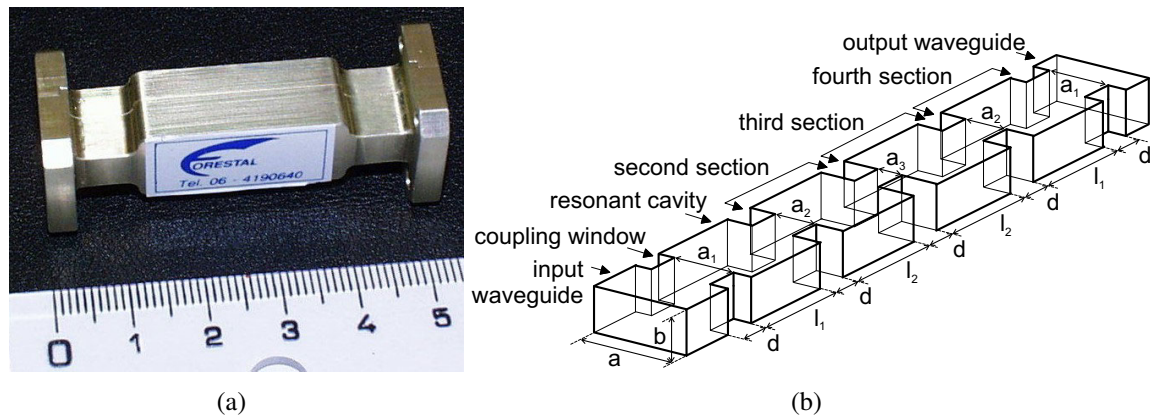 ORESTAL
Tel. 06 - 4190640
0 1 2 3 4 5
(a)
output waveguide
fourth section
third section
second section
resonant cavity
coupling window
input
waveguide
a₁
a₂
a₃
a₂
a₁
b
a
d
l₁
d
l₂
d
l₂
d
l₁
d
(b)